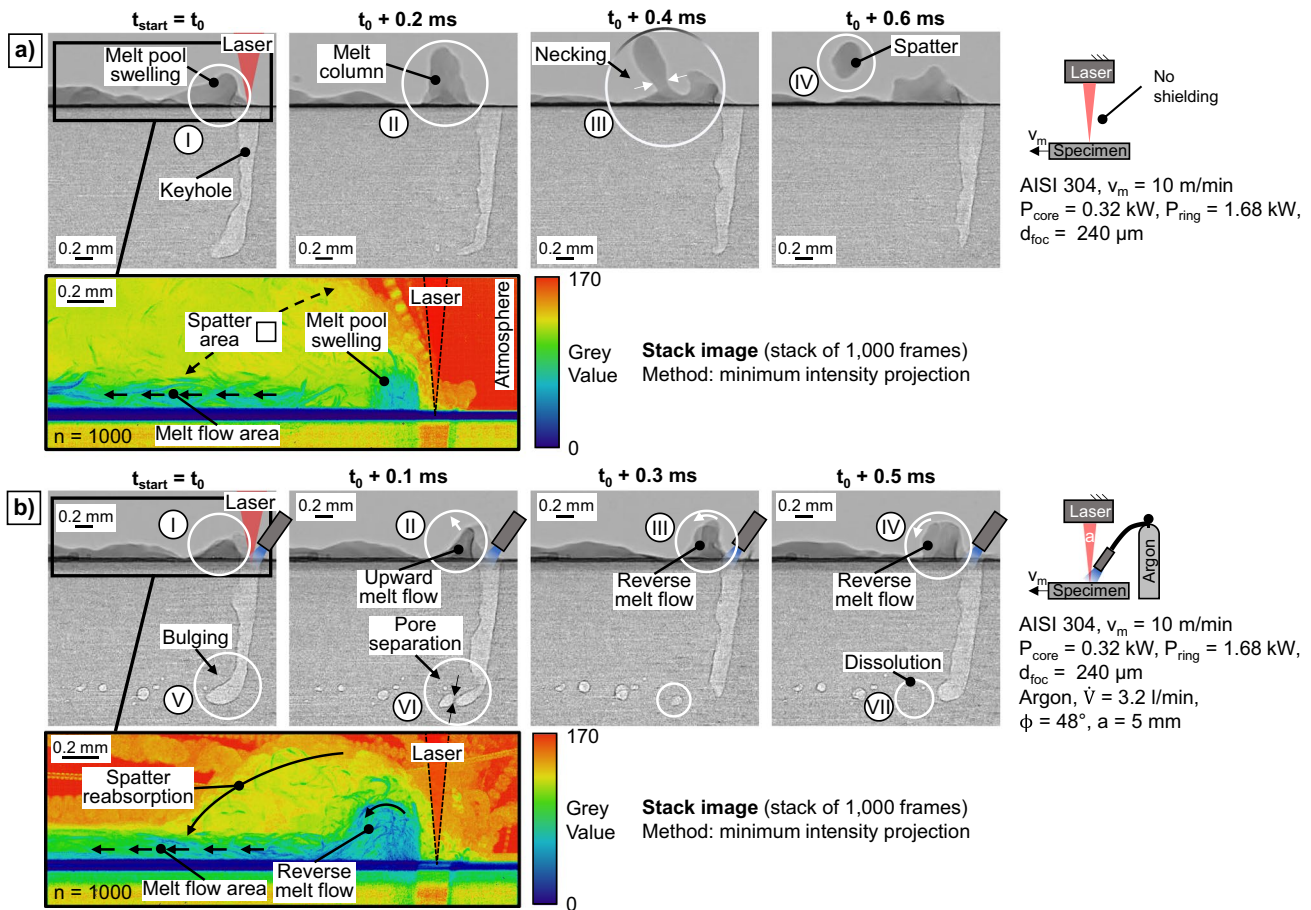 a)
t_start = t_0
t_0 + 0.2 ms
t_0 + 0.4 ms
t_0 + 0.6 ms
Melt pool
swelling
Laser
I
Keyhole
0.2 mm
Melt
column
II
0.2 mm
Necking
III
0.2 mm
Spatter
IV
0.2 mm
Laser
No
shielding
v_m
Specimen
AISI 304, v_m = 10 m/min
P_core = 0.32 kW, P_ring = 1.68 kW,
d_foc = 240 µm
0.2 mm
Spatter
area
Melt pool
swelling
Laser
Atmosphere
Melt flow area
n = 1000
170
Grey
Value
0
Stack image (stack of 1,000 frames)
Method: minimum intensity projection
b)
t_start = t_0
t_0 + 0.1 ms
t_0 + 0.3 ms
t_0 + 0.5 ms
0.2 mm
I
Laser
Bulging
V
0.2 mm
II
Upward
melt flow
Pore
separation
VI
0.2 mm
III
Reverse
melt flow
0.2 mm
IV
Reverse
melt flow
Dissolution
VII
Laser
a
Argon
v_m
Specimen
AISI 304, v_m = 10 m/min
P_core = 0.32 kW, P_ring = 1.68 kW,
d_foc = 240 µm
Argon, V̇ = 3.2 l/min,
ϕ = 48°, a = 5 mm
0.2 mm
Spatter
reabsorption
Laser
Melt flow area
Reverse
melt flow
n = 1000
170
Grey
Value
0
Stack image (stack of 1,000 frames)
Method: minimum intensity projection